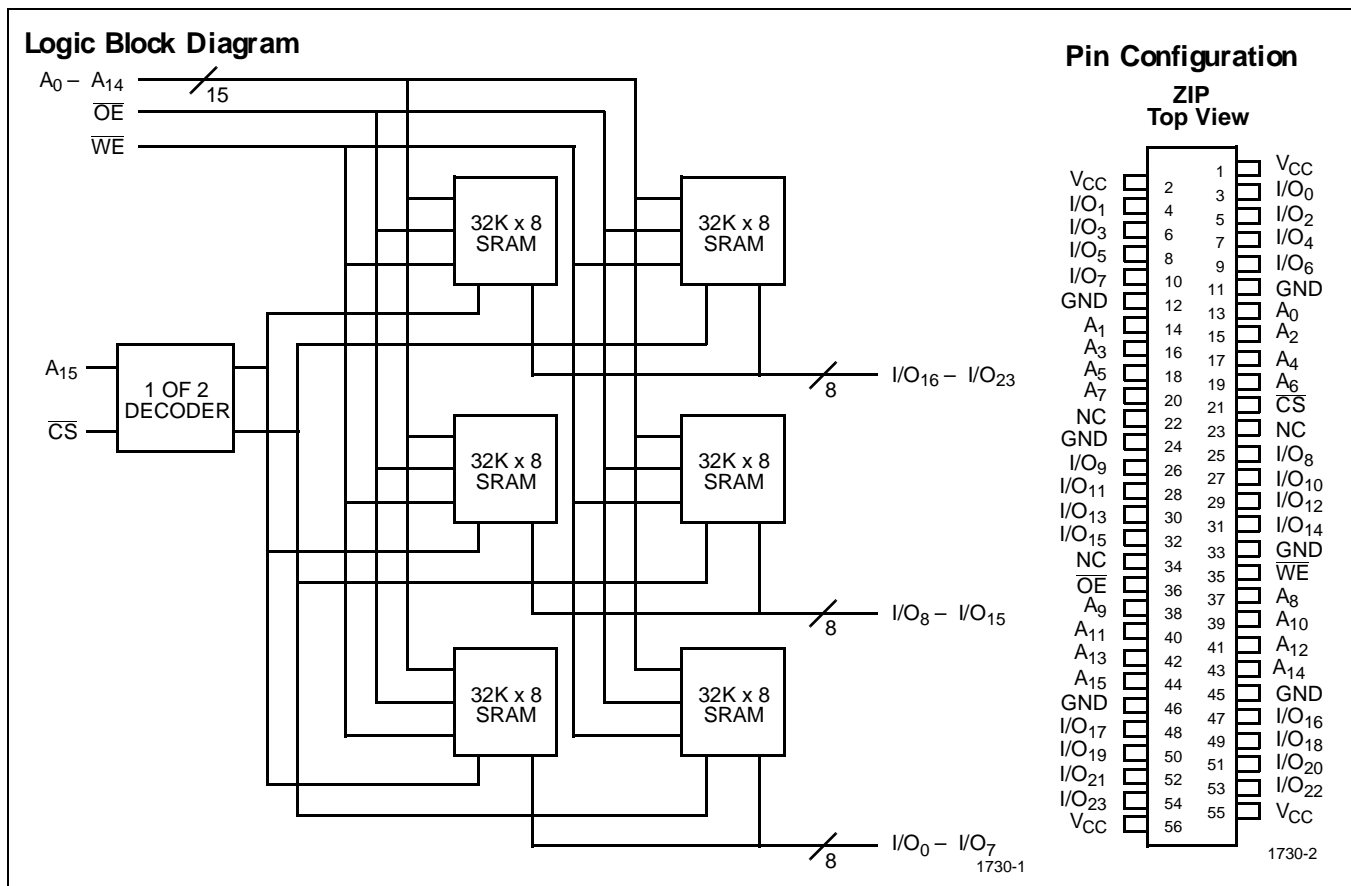 Logic Block Diagram
A0 – A14
15
OE
WE
32K x 8
SRAM
32K x 8
SRAM
A15
CS
1 OF 2
DECODER
8
I/O16 – I/O23
32K x 8
SRAM
32K x 8
SRAM
8
I/O8 – I/O15
32K x 8
SRAM
32K x 8
SRAM
8
I/O0 – I/O7
1730-1
Pin Configuration
ZIP
Top View
1 VCC
VCC 2
3 I/O0
I/O1 4
5 I/O2
I/O3 6
7 I/O4
I/O5 8
9 I/O6
I/O7 10
11 GND
GND 12
13 A0
A1 14
15 A2
A3 16
17 A4
A5 18
19 A6
A7 20
21 CS
NC 22
23 NC
GND 24
25 I/O8
I/O9 26
27 I/O10
I/O11 28
29 I/O12
I/O13 30
31 I/O14
I/O15 32
33 GND
NC 34
35 WE
OE 36
37 A8
A9 38
39 A10
A11 40
41 A12
A13 42
43 A14
A15 44
45 GND
GND 46
47 I/O16
I/O17 48
49 I/O18
I/O19 50
51 I/O20
I/O21 52
53 I/O22
I/O23 54
55 VCC
VCC 56
1730-2